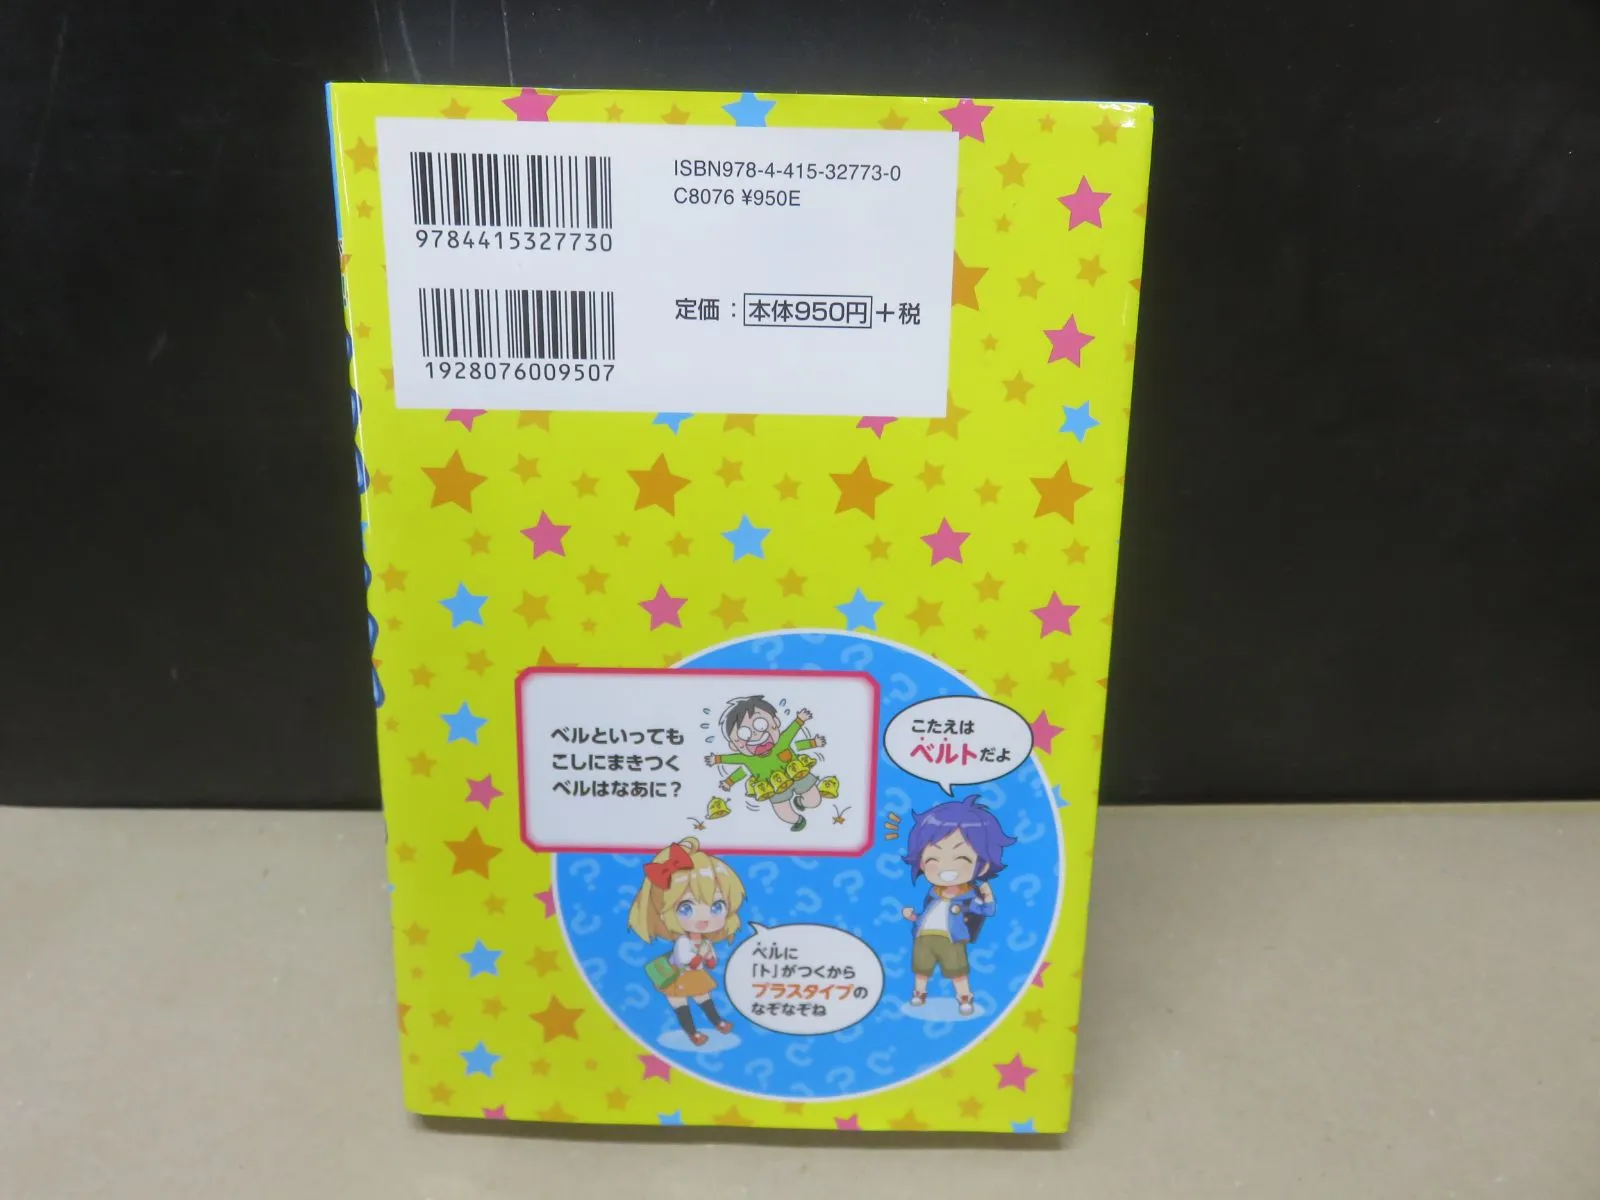 ISBN978-4-415-32773-0
C8076 ¥950E
9784415327730
定価：本体950円+税
1928076009507
ベルといっても
こしにまきつく
ベルはなあに？
こたえは
ベルトだよ
ベルに
「ト」がつくから
プラスタイプの
なぞなぞね